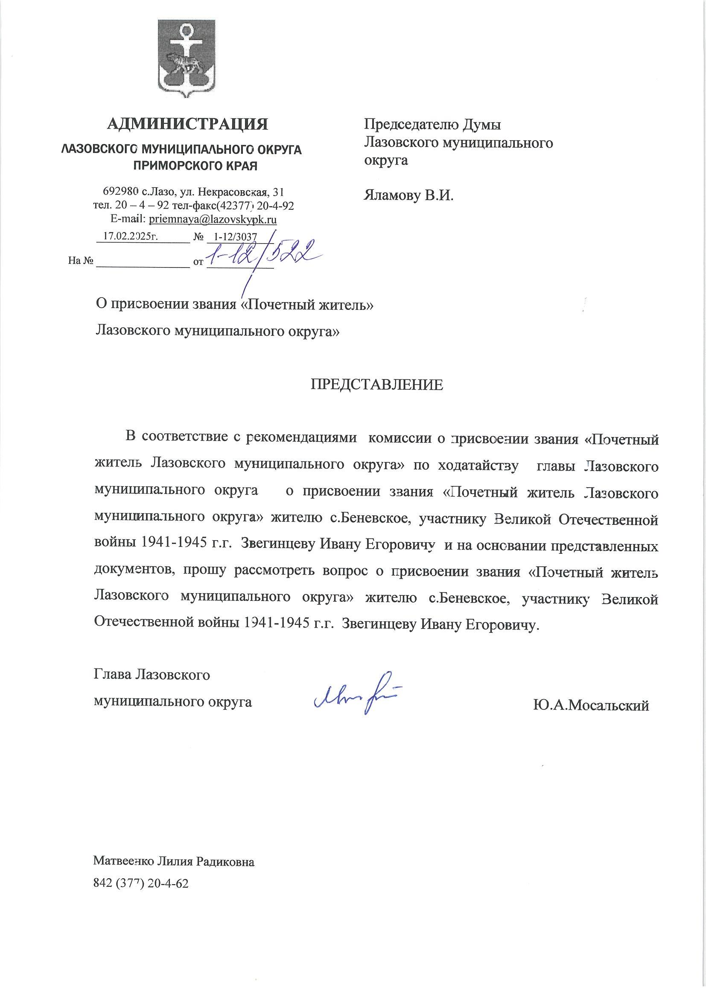 АДМИНИСТРАЦИЯ
ЛАЗОВСКОГО МУНИЦИПАЛЬНОГО ОКРУГА
ПРИМОРСКОГО КРАЯ
692980 с.Лазо, ул. Некрасовская, 31
тел. 20 – 4 – 92 тел-факс(42377) 20-4-92
E-mail: priemnaya@lazovskypk.ru
17.02.2025г. № 1-12/3037
На № от 1-12/522
Председателю Думы
Лазовского муниципального
округа
Яламову В.И.
О присвоении звания «Почетный житель»
Лазовского муниципального округа»
ПРЕДСТАВЛЕНИЕ
В соответствие с рекомендациями комиссии о присвоении звания «Почетный
житель Лазовского муниципального округа» по ходатайству главы Лазовского
муниципального округа о присвоении звания «Почетный житель Лазовского
муниципального округа» жителю с.Беневское, участнику Великой Отечественной
войны 1941-1945 г.г. Звегинцеву Ивану Егоровичу и на основании представленных
документов, прошу рассмотреть вопрос о присвоении звания «Почетный житель
Лазовского муниципального округа» жителю с.Беневское, участнику Великой
Отечественной войны 1941-1945 г.г. Звегинцеву Ивану Егоровичу.
Глава Лазовского
муниципального округа Ю.А.Мосальский
Матвеенко Лилия Радиковна
842 (377) 20-4-62